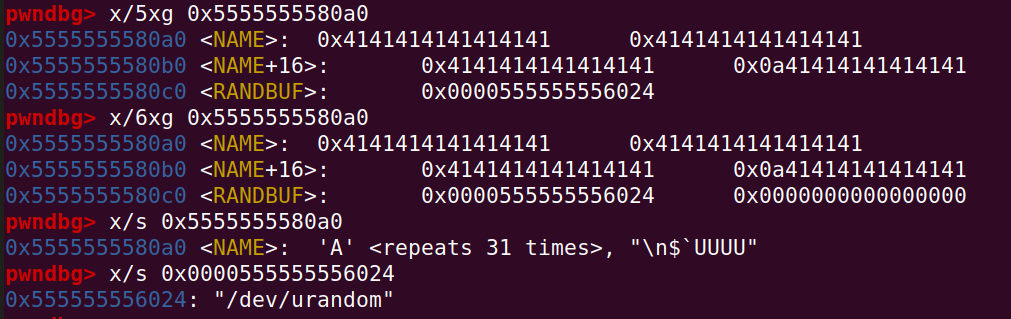 pwndbg> x/5xg 0x5555555580a0
0x5555555580a0 <NAME>: 0x4141414141414141 0x4141414141414141
0x5555555580b0 <NAME+16>: 0x4141414141414141 0x0a41414141414141
0x5555555580c0 <RANDBUF>: 0x0000555555556024
pwndbg> x/6xg 0x5555555580a0
0x5555555580a0 <NAME>: 0x4141414141414141 0x4141414141414141
0x5555555580b0 <NAME+16>: 0x4141414141414141 0x0a41414141414141
0x5555555580c0 <RANDBUF>: 0x0000555555556024 0x0000000000000000
pwndbg> x/s 0x5555555580a0
0x5555555580a0 <NAME>: 'A' <repeats 31 times>, "\n$`UUUU"
pwndbg> x/s 0x0000555555556024
0x555555556024: "/dev/urandom"